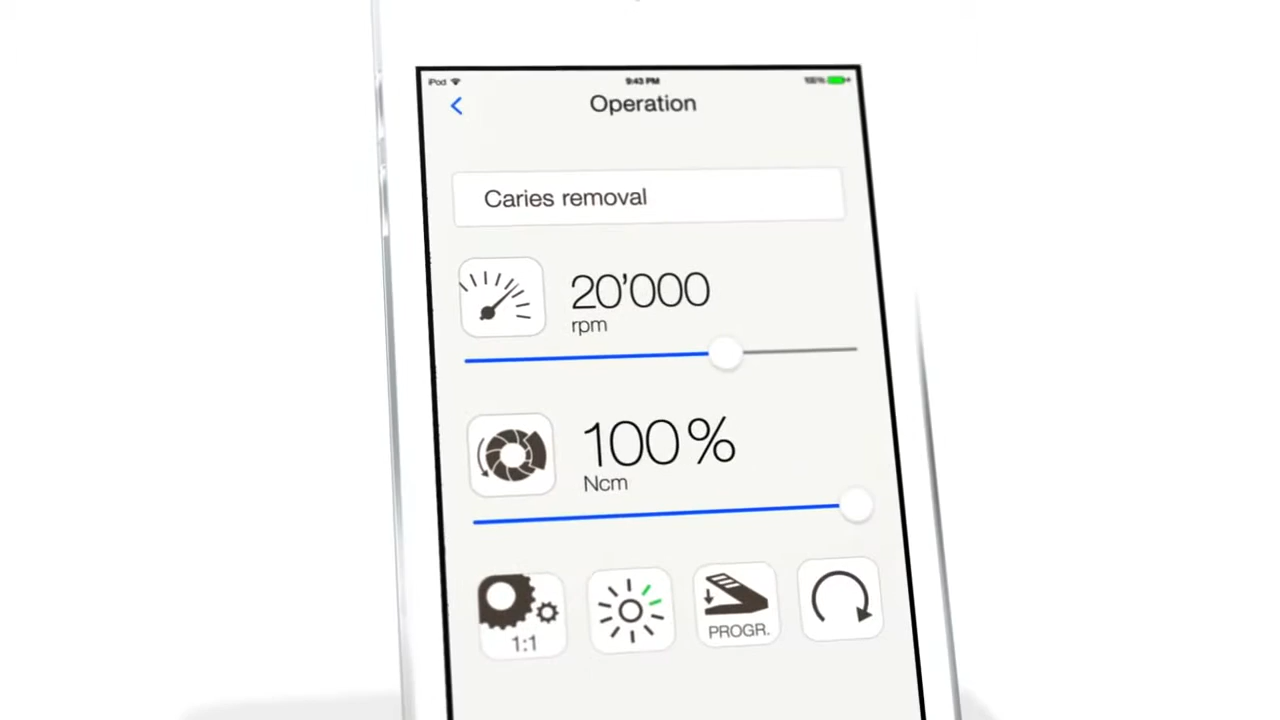 iPod 9:43 PM 100%
Operation
Caries removal
20’000
rpm
100%
Ncm
1:1 PROGR.